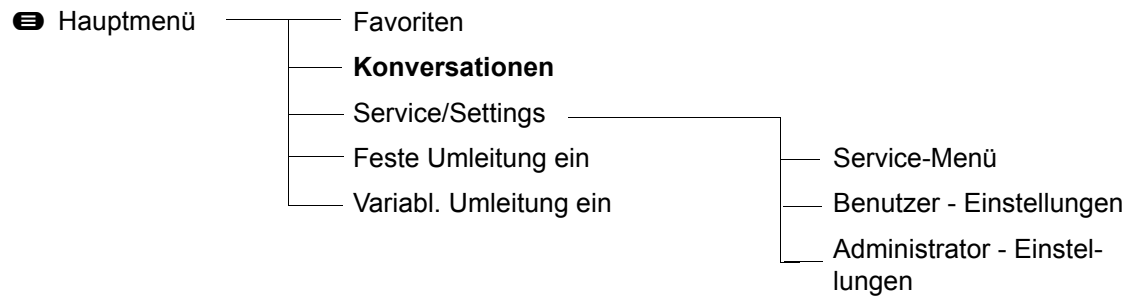 Hauptmenü
Favoriten
Konversationen
Service/Settings
Feste Umleitung ein
Variabl. Umleitung ein
Service-Menü
Benutzer - Einstellungen
Administrator - Einstel-
lungen